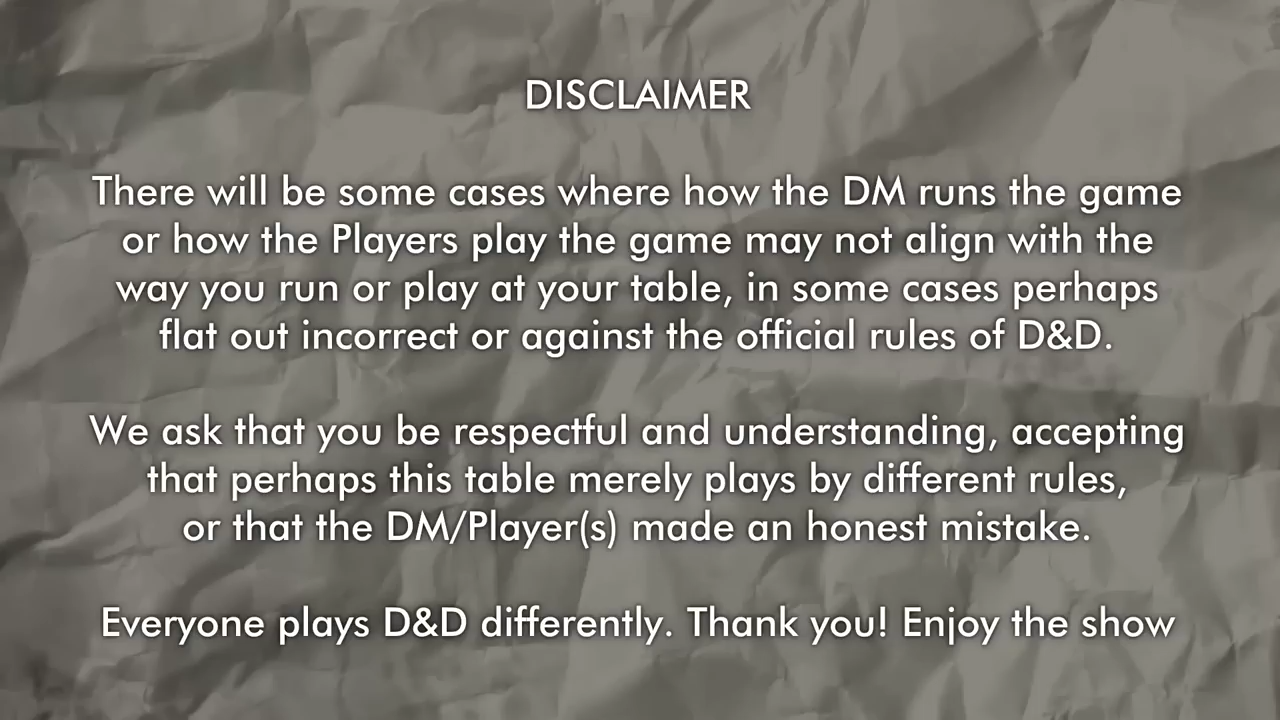 DISCLAIMER
There will be some cases where how the DM runs the game
or how the Players play the game may not align with the
way you run or play at your table, in some cases perhaps
flat out incorrect or against the official rules of D&D.
We ask that you be respectful and understanding, accepting
that perhaps this table merely plays by different rules,
or that the DM/Player(s) made an honest mistake.
Everyone plays D&D differently. Thank you! Enjoy the show